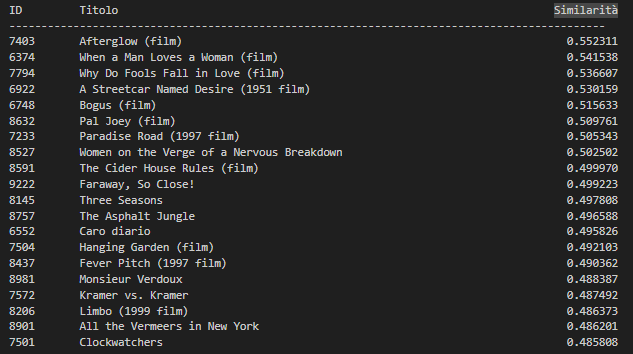 ID Titolo Similarità
--------------------------------------------------------------------------------------------
7403 Afterglow (film) 0.552311
6374 When a Man Loves a Woman (film) 0.541538
7794 Why Do Fools Fall in Love (film) 0.536607
6922 A Streetcar Named Desire (1951 film) 0.530159
6748 Bogus (film) 0.515633
8632 Pal Joey (film) 0.509761
7233 Paradise Road (1997 film) 0.505343
8527 Women on the Verge of a Nervous Breakdown 0.502502
8591 The Cider House Rules (film) 0.499970
9222 Faraway, So Close! 0.499223
8145 Three Seasons 0.497808
8757 The Asphalt Jungle 0.496588
6552 Caro diario 0.495826
7504 Hanging Garden (film) 0.492103
8437 Fever Pitch (1997 film) 0.490362
8981 Monsieur Verdoux 0.488387
7572 Kramer vs. Kramer 0.487492
8206 Limbo (1999 film) 0.486373
8901 All the Vermeers in New York 0.486201
7501 Clockwatchers 0.485808